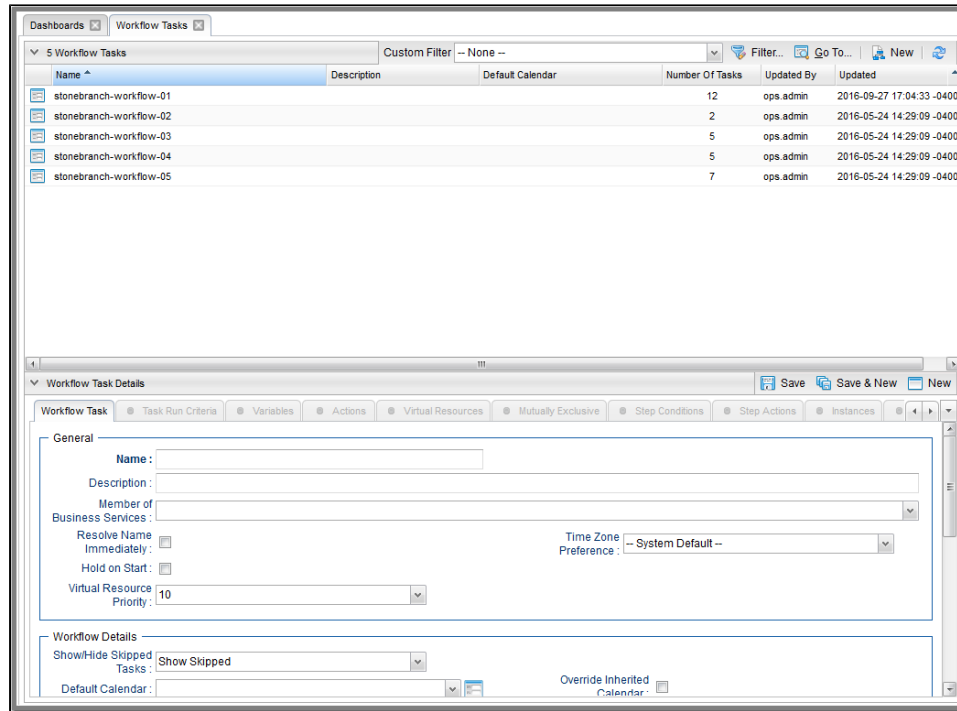 Dashboards Workflow Tasks
5 Workflow Tasks Custom Filter -- None -- Filter... Go To... New
Name Description Default Calendar Number Of Tasks Updated By Updated
stonebranch-workflow-01 12 ops.admin 2016-09-27 17:04:33 -0400
stonebranch-workflow-02 2 ops.admin 2016-05-24 14:29:09 -0400
stonebranch-workflow-03 5 ops.admin 2016-05-24 14:29:09 -0400
stonebranch-workflow-04 5 ops.admin 2016-05-24 14:29:09 -0400
stonebranch-workflow-05 7 ops.admin 2016-05-24 14:29:09 -0400
Workflow Task Details Save Save & New New
Workflow Task Task Run Criteria Variables Actions Virtual Resources Mutually Exclusive Step Conditions Step Actions Instances
General
Name :
Description :
Member of
Business Services :
Resolve Name
Immediately :
Time Zone
Preference : -- System Default --
Hold on Start :
Virtual Resource
Priority : 10
Workflow Details
Show/Hide Skipped
Tasks : Show Skipped
Default Calendar :
Override Inherited
Calendar :